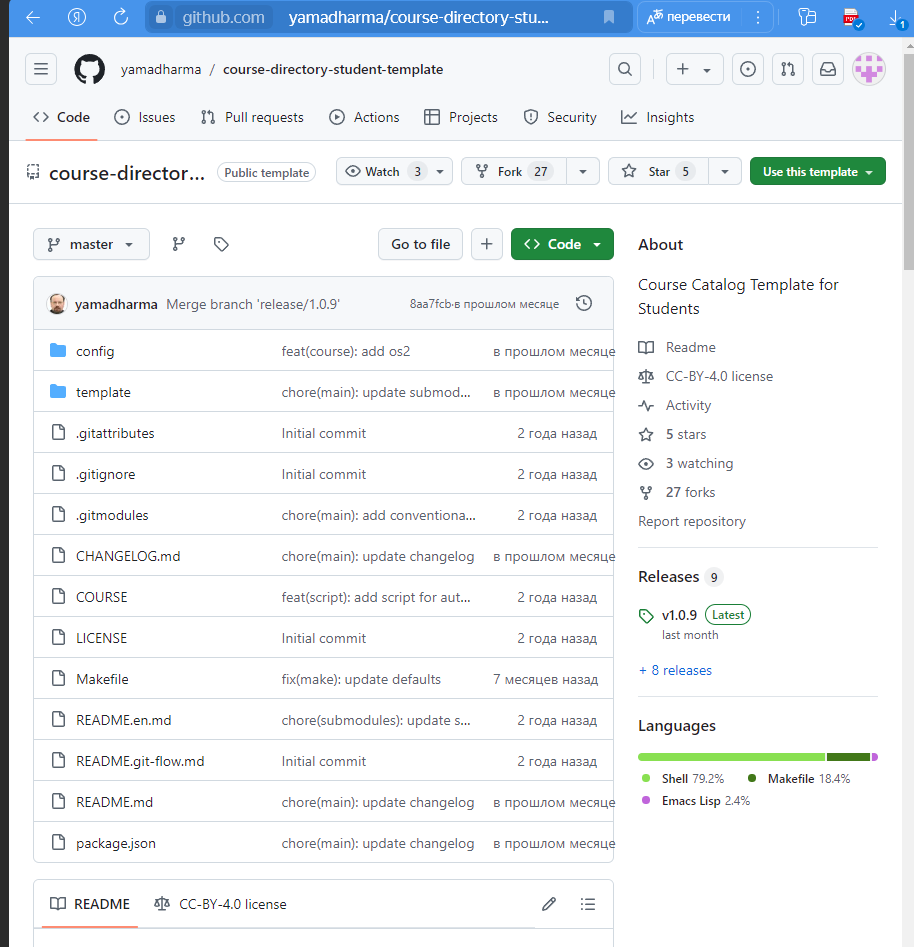 github.com yamadharma/course-directory-stu... перевести
1
yamadharma / course-directory-student-template
Code Issues Pull requests Actions Projects Security Insights
course-director... Public template Watch 3 Fork 27 Star 5 Use this template
master Go to file + Code
yamadharma Merge branch 'release/1.0.9' 8aa7fcb·в прошлом месяце
config feat(course): add os2 в прошлом месяце
template chore(main): update submod... в прошлом месяце
.gitattributes Initial commit 2 года назад
.gitignore Initial commit 2 года назад
.gitmodules chore(main): add conventiona... 2 года назад
CHANGELOG.md chore(main): update changelog в прошлом месяце
COURSE feat(script): add script for aut... 2 года назад
LICENSE Initial commit 2 года назад
Makefile fix(make): update defaults 7 месяцев назад
README.en.md chore(submodules): update s... 2 года назад
README.git-flow.md Initial commit 2 года назад
README.md chore(main): update changelog в прошлом месяце
package.json chore(main): update changelog в прошлом месяце
README CC-BY-4.0 license
About
Course Catalog Template for
Students
Readme
CC-BY-4.0 license
Activity
5 stars
3 watching
27 forks
Report repository
Releases 9
v1.0.9 Latest
last month
+ 8 releases
Languages
Shell 79.2% Makefile 18.4%
Emacs Lisp 2.4%